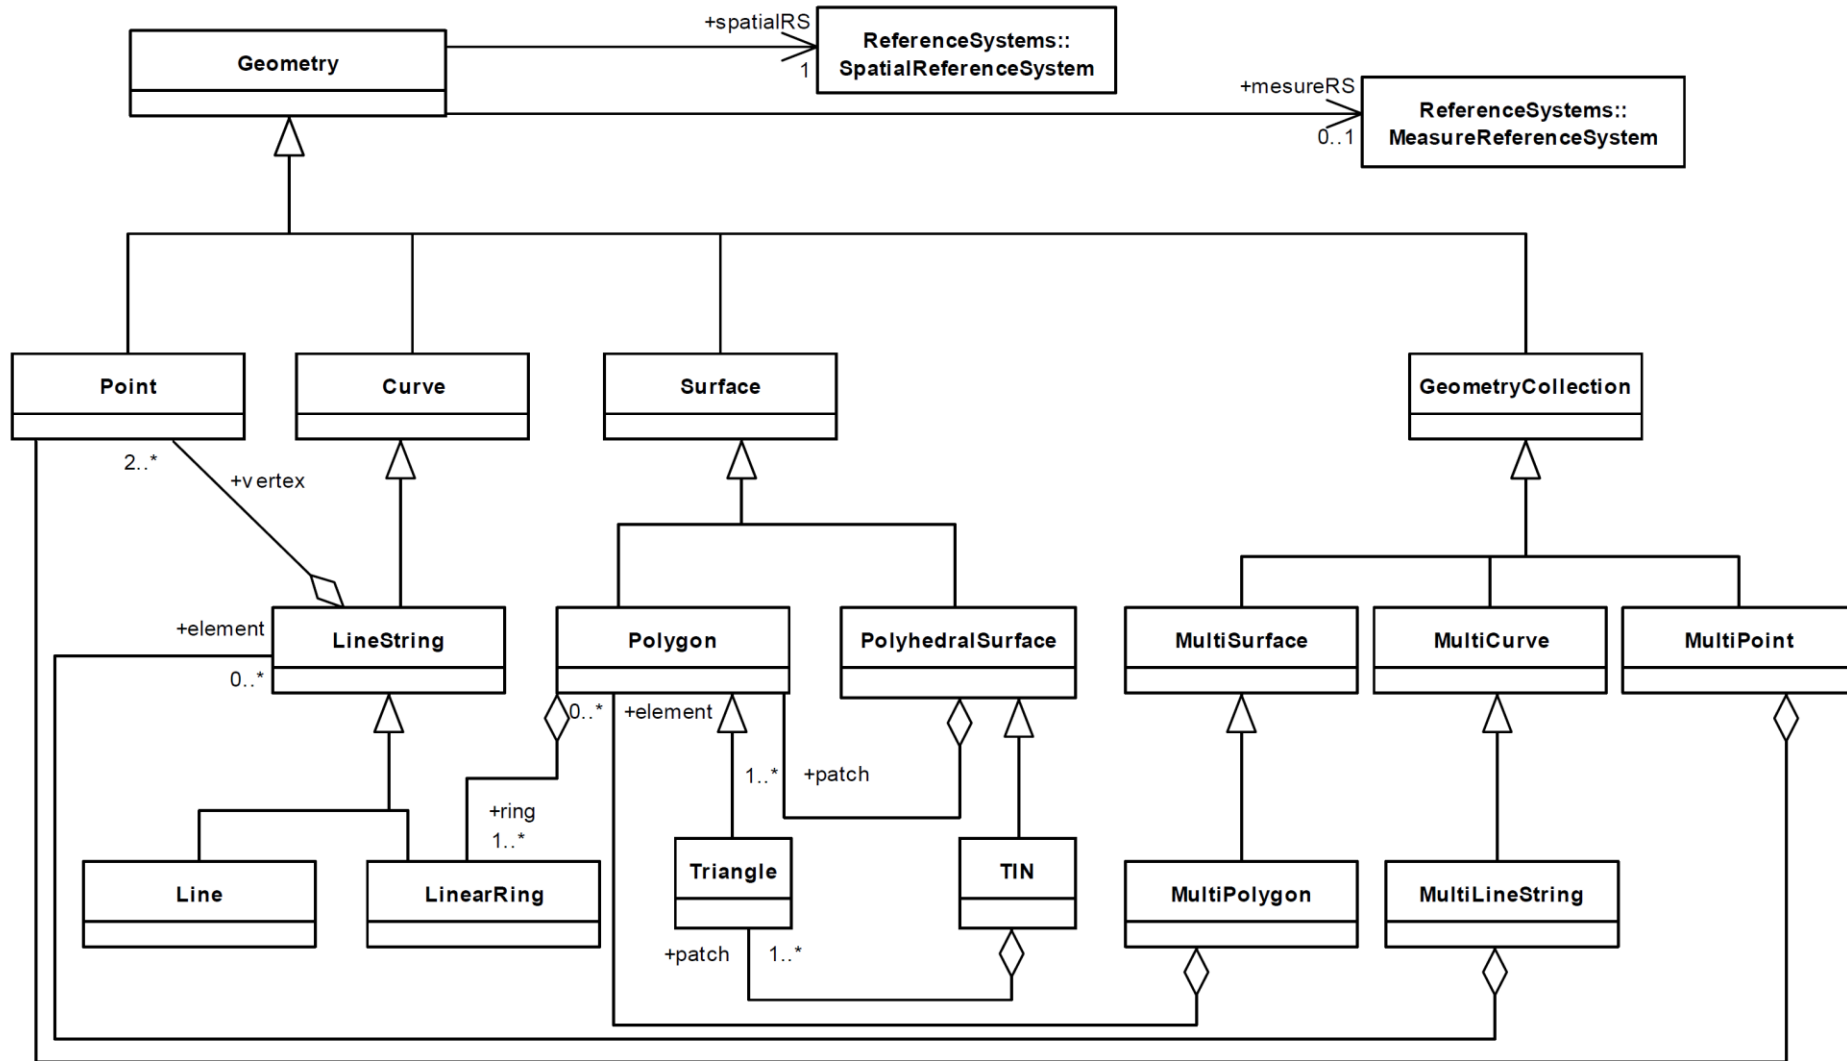 +spatialRS
1
Geometry
ReferenceSystems::
SpatialReferenceSystem
+mesureRS
0..1
ReferenceSystems::
MeasureReferenceSystem
Point
Curve
Surface
GeometryCollection
2..*
+vertex
+element
0..*
LineString
Polygon
PolyhedralSurface
MultiSurface
MultiCurve
MultiPoint
0..*
+element
1..*
+patch
+ring
1..*
Line
LinearRing
Triangle
TIN
MultiPolygon
MultiLineString
+patch
1..*